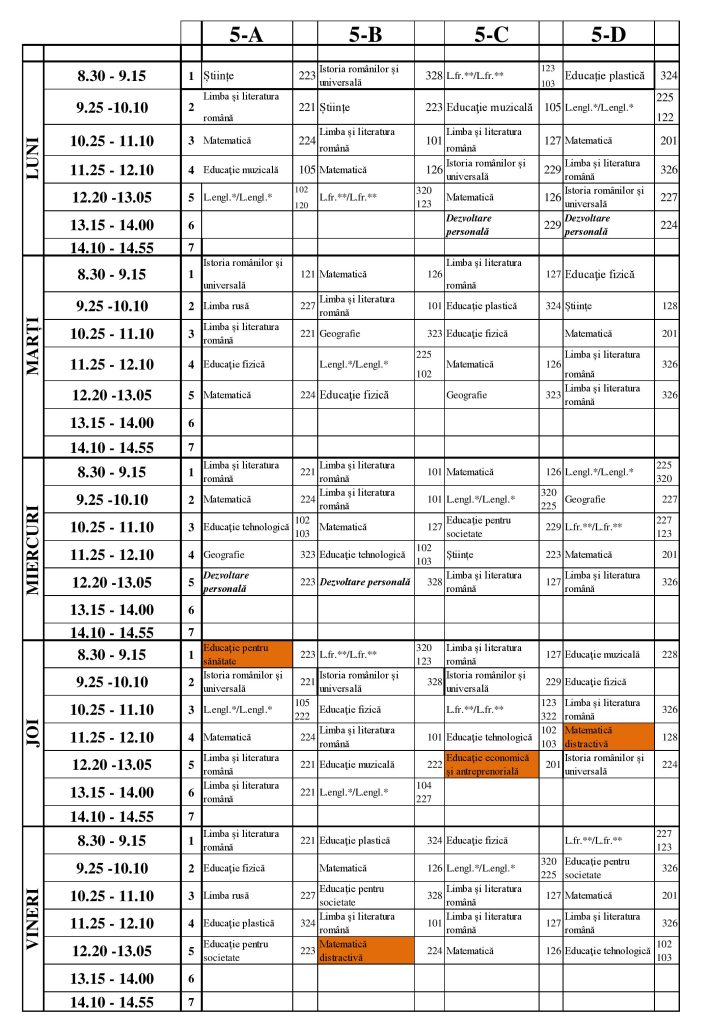 5-A 5-B 5-C 5-D
LUNI
8.30 - 9.15 1 Științe 223 Istoria românilor și universală 328 L.fr.**/L.fr.** 123 103 Educație plastică 324
9.25 -10.10 2 Limba și literatura română 221 Științe 223 Educație muzicală 105 L.engl.*/L.engl.* 225 122
10.25 - 11.10 3 Matematică 224 Limba și literatura română 101 Limba și literatura română 127 Matematică 201
11.25 - 12.10 4 Educație muzicală 105 Matematică 126 Istoria românilor și universală 229 Limba și literatura română 326
12.20 -13.05 5 L.engl.*/L.engl.* 102 120 L.fr.**/L.fr.** 320 123 Matematică 126 Istoria românilor și universală 227
13.15 - 14.00 6 Dezvoltare personală 229 Dezvoltare personală 224
14.10 - 14.55 7
MARȚI
8.30 - 9.15 1 Istoria românilor și universală 121 Matematică 126 Limba și literatura română 127 Educație fizică
9.25 -10.10 2 Limba rusă 227 Limba și literatura română 101 Educație plastică 324 Științe 128
10.25 - 11.10 3 Limba și literatura română 221 Geografie 323 Educație fizică Matematică 201
11.25 - 12.10 4 Educație fizică L.engl.*/L.engl.* 225 102 Matematică 126 Limba și literatura română 326
12.20 -13.05 5 Matematică 224 Educație fizică Geografie 323 Limba și literatura română 326
13.15 - 14.00 6
14.10 - 14.55 7
MIERCURI
8.30 - 9.15 1 Limba și literatura română 221 Limba și literatura română 101 Matematică 126 L.engl.*/L.engl.* 225 320
9.25 -10.10 2 Matematică 224 Limba și literatura română 101 L.engl.*/L.engl.* 320 225 Geografie 227
10.25 - 11.10 3 Educație tehnologică 102 103 Matematică 127 Educație pentru societate 229 L.fr.**/L.fr.** 227 123
11.25 - 12.10 4 Geografie 323 Educație tehnologică 102 103 Științe 223 Matematică 201
12.20 -13.05 5 Dezvoltare personală 223 Dezvoltare personală 328 Limba și literatura română 127 Limba și literatura română 326
13.15 - 14.00 6
14.10 - 14.55 7
JOI
8.30 - 9.15 1 Educație pentru sănătate 223 L.fr.**/L.fr.** 320 123 Limba și literatura română 127 Educație muzicală 228
9.25 -10.10 2 Istoria românilor și universală 221 Istoria românilor și universală 328 Istoria românilor și universală 229 Educație fizică
10.25 - 11.10 3 L.engl.*/L.engl.* 105 222 Educație fizică L.fr.**/L.fr.** 123 322 Limba și literatura română 326
11.25 - 12.10 4 Matematică 224 Limba și literatura română 101 Educație tehnologică 102 103 Matematică distractivă 128
12.20 -13.05 5 Limba și literatura română 221 Educație muzicală 222 Educație economică și antreprenorială 201 Istoria românilor și universală 224
13.15 - 14.00 6 Limba și literatura română 221 L.engl.*/L.engl.* 104 227
14.10 - 14.55 7
VINERI
8.30 - 9.15 1 Limba și literatura română 221 Educație plastică 324 Educație fizică L.fr.**/L.fr.** 227 123
9.25 -10.10 2 Educație fizică Matematică 126 L.engl.*/L.engl.* 320 225 Educație pentru societate 326
10.25 - 11.10 3 Limba rusă 227 Educație pentru societate 328 Limba și literatura română 127 Matematică 201
11.25 - 12.10 4 Educație plastică 324 Limba și literatura română 101 Limba și literatura română 127 Limba și literatura română 326
12.20 -13.05 5 Educație pentru societate 223 Matematică distractivă 224 Matematică 126 Educație tehnologică 102 103
13.15 - 14.00 6
14.10 - 14.55 7